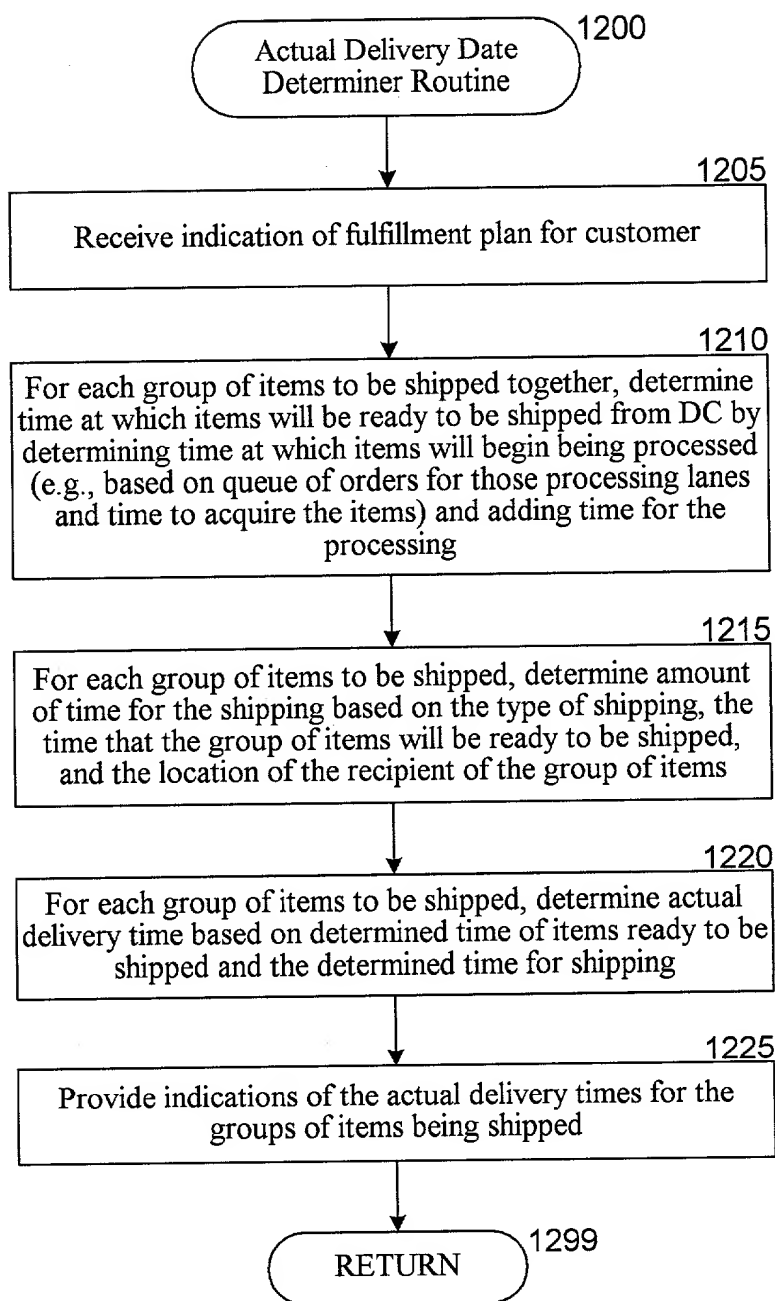 1200
Actual Delivery Date
Determiner Routine
1205
Receive indication of fulfillment plan for customer
1210
For each group of items to be shipped together, determine
time at which items will be ready to be shipped from DC by
determining time at which items will begin being processed
(e.g., based on queue of orders for those processing lanes
and time to acquire the items) and adding time for the
processing
1215
For each group of items to be shipped, determine amount
of time for the shipping based on the type of shipping, the
time that the group of items will be ready to be shipped,
and the location of the recipient of the group of items
1220
For each group of items to be shipped, determine actual
delivery time based on determined time of items ready to be
shipped and the determined time for shipping
1225
Provide indications of the actual delivery times for the
groups of items being shipped
1299
RETURN